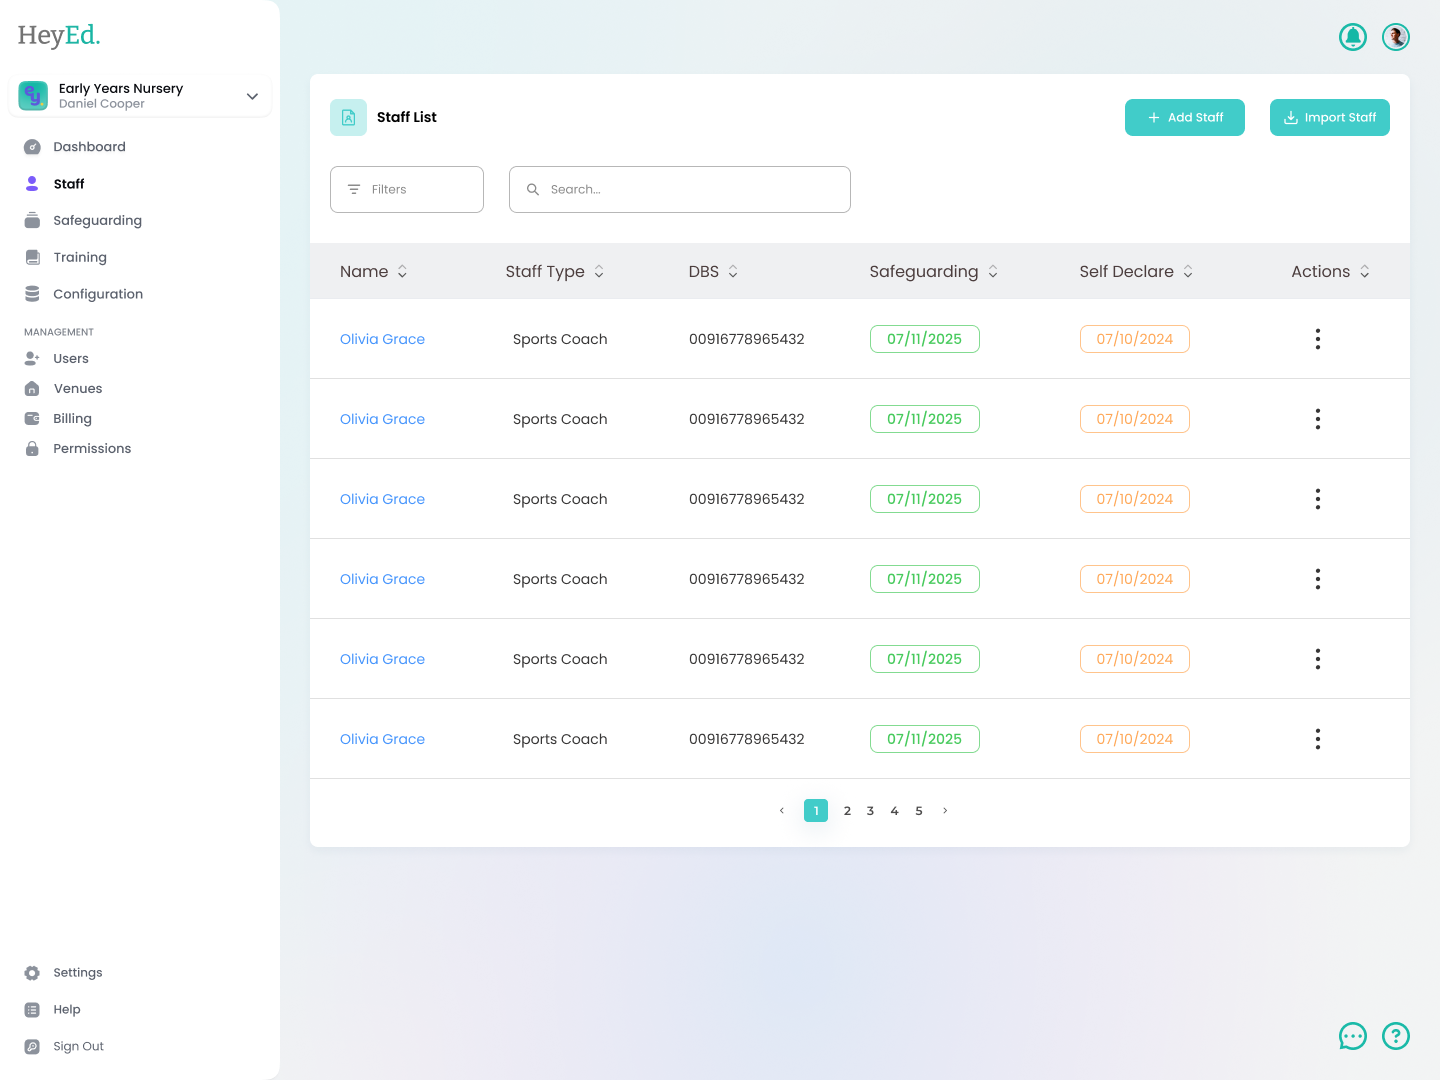 HeyEd.
Early Years Nursery
Daniel Cooper
Dashboard
Staff
Safeguarding
Training
Configuration
MANAGEMENT
Users
Venues
Billing
Permissions
Settings
Help
Sign Out
Staff List
Add Staff
Import Staff
Filters
Search...
Name Staff Type DBS Safeguarding Self Declare Actions
Olivia Grace Sports Coach 00916778965432 07/11/2025 07/10/2024
Olivia Grace Sports Coach 00916778965432 07/11/2025 07/10/2024
Olivia Grace Sports Coach 00916778965432 07/11/2025 07/10/2024
Olivia Grace Sports Coach 00916778965432 07/11/2025 07/10/2024
Olivia Grace Sports Coach 00916778965432 07/11/2025 07/10/2024
Olivia Grace Sports Coach 00916778965432 07/11/2025 07/10/2024
‹ 1 2 3 4 5 ›